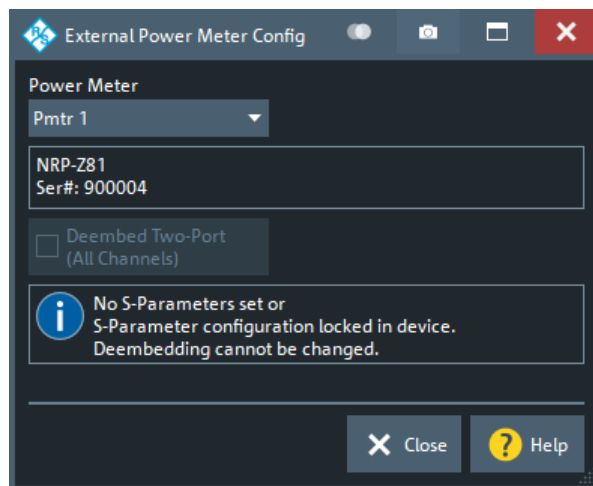 External Power Meter Config
Power Meter
Pmtr 1
NRP-Z81
Ser#: 900004
Deembed Two-Port
(All Channels)
No S-Parameters set or
S-Parameter configuration locked in device.
Deembedding cannot be changed.
Close
Help